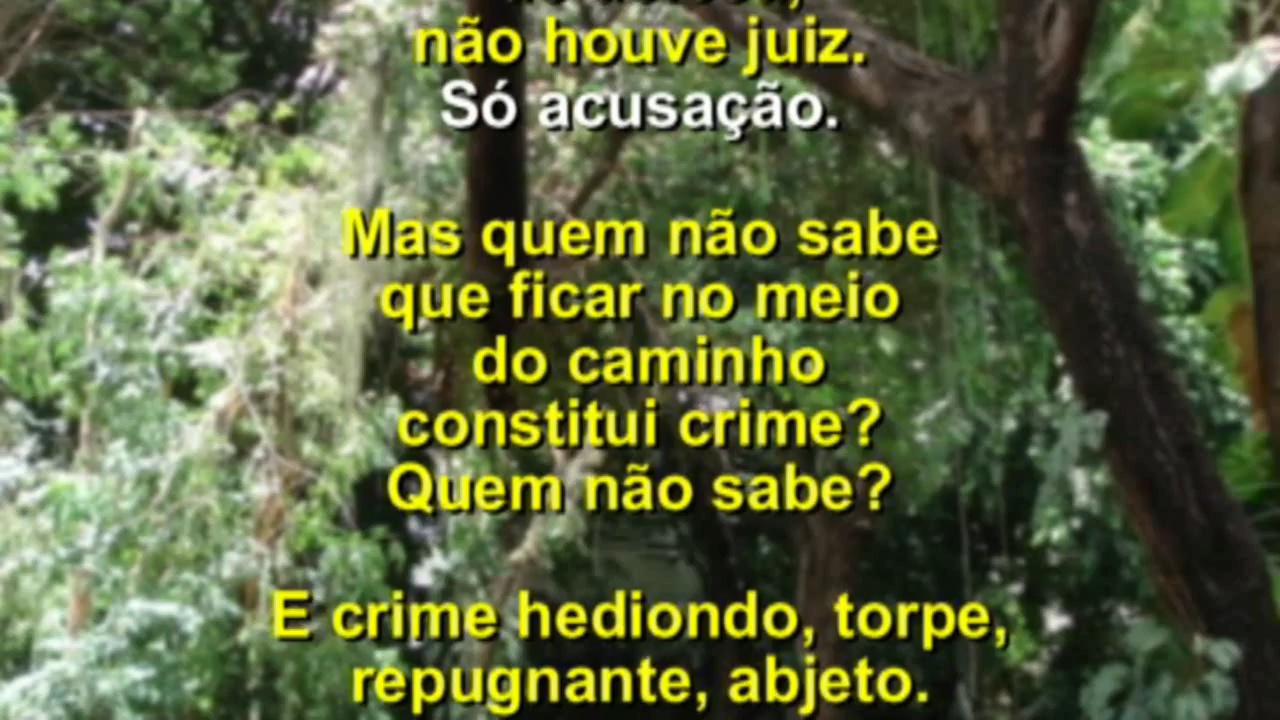 não houve juiz.
Só acusação.
Mas quem não sabe
que ficar no meio
do caminho
constitui crime?
Quem não sabe?
E crime hediondo, torpe,
repugnante, abjeto.